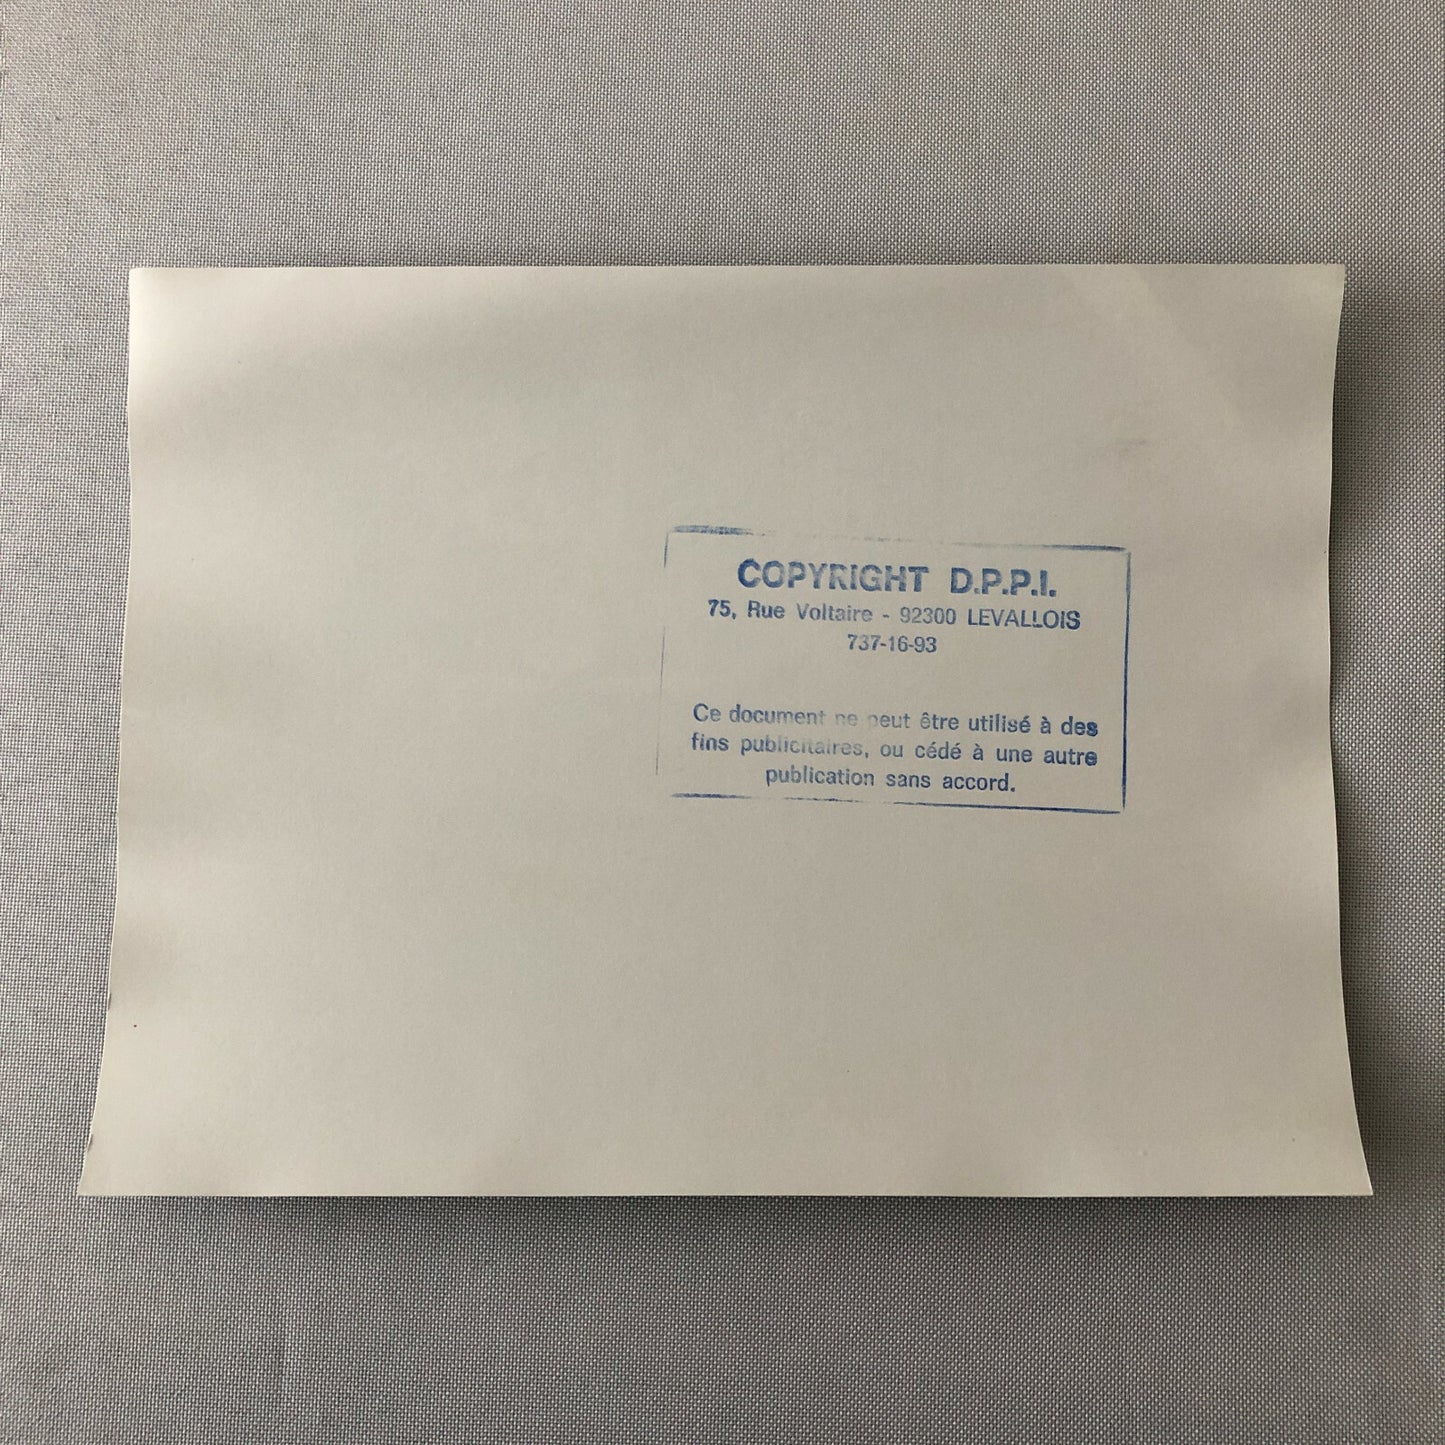 COPYRIGHT D.P.P.I.
75, Rue Voltaire - 92300 LEVALLOIS
737-16-93
Ce document ne peut être utilisé à des
fins publicitaires, ou cédé à une autre
publication sans accord.